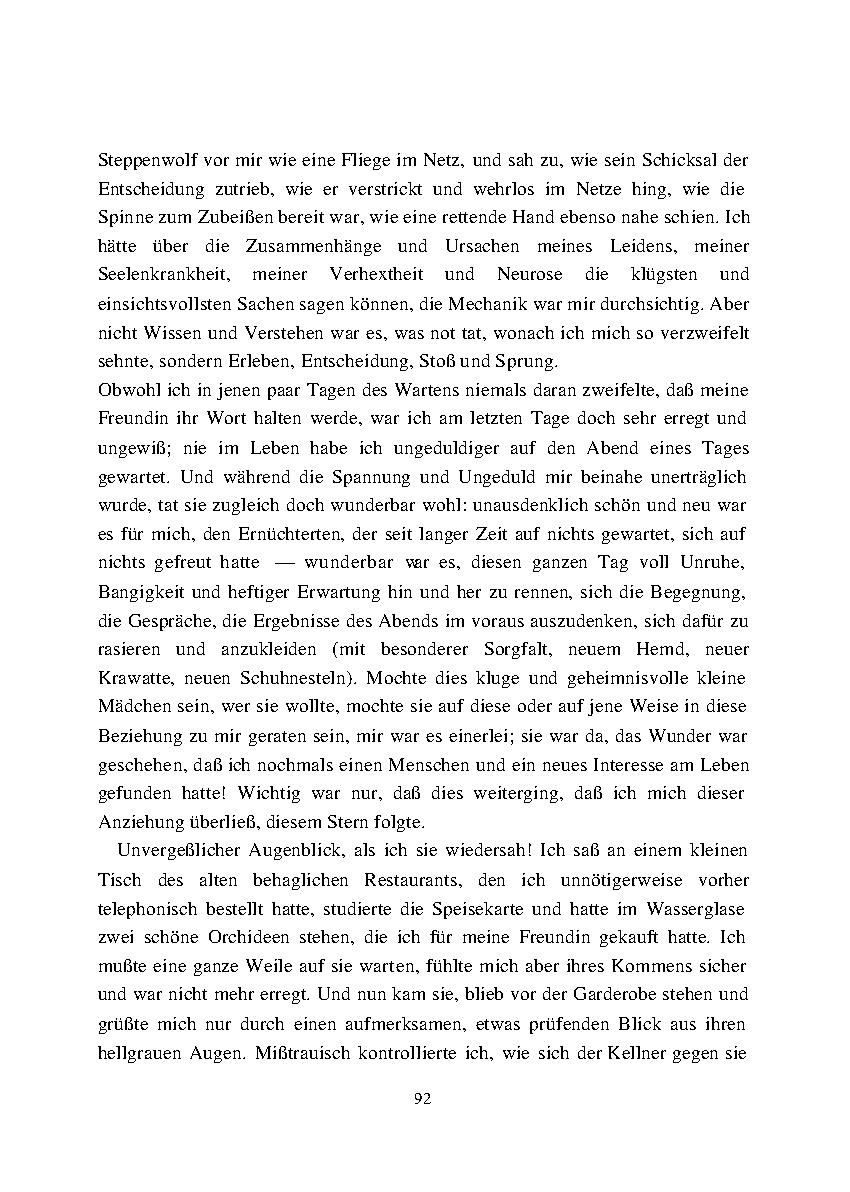 Steppenwolf vor mir wie eine Fliege im Netz, und sah zu, wie sein Schicksal der
Entscheidung zutrieb, wie er verstrickt und wehrlos im Netze hing, wie die
Spinne zum Zubeißen bereit war, wie eine rettende Hand ebenso nahe schien. Ich
hätte über die Zusammenhänge und Ursachen meines Leidens, meiner
Seelenkrankheit, meiner Verhextheit und Neurose die klügsten und
einsichtsvollsten Sachen sagen können, die Mechanik war mir durchsichtig. Aber
nicht Wissen und Verstehen war es, was not tat, wonach ich mich so verzweifelt
sehnte, sondern Erleben, Entscheidung, Stoß und Sprung.
Obwohl ich in jenen paar Tagen des Wartens niemals daran zweifelte, daß meine
Freundin ihr Wort halten werde, war ich am letzten Tage doch sehr erregt und
ungewiß; nie im Leben habe ich ungeduldiger auf den Abend eines Tages
gewartet. Und während die Spannung und Ungeduld mir beinahe unerträglich
wurde, tat sie zugleich doch wunderbar wohl: unausdenklich schön und neu war
es für mich, den Ernüchterten, der seit langer Zeit auf nichts gewartet, sich auf
nichts gefreut hatte — wunderbar war es, diesen ganzen Tag voll Unruhe,
Bangigkeit und heftiger Erwartung hin und her zu rennen, sich die Begegnung,
die Gespräche, die Ergebnisse des Abends im voraus auszudenken, sich dafür zu
rasieren und anzukleiden (mit besonderer Sorgfalt, neuem Hemd, neuer
Krawatte, neuen Schuhnesteln). Mochte dies kluge und geheimnisvolle kleine
Mädchen sein, wer sie wollte, mochte sie auf diese oder auf jene Weise in diese
Beziehung zu mir geraten sein, mir war es einerlei; sie war da, das Wunder war
geschehen, daß ich nochmals einen Menschen und ein neues Interesse am Leben
gefunden hatte! Wichtig war nur, daß dies weiterging, daß ich mich dieser
Anziehung überließ, diesem Stern folgte.
Unvergeßlicher Augenblick, als ich sie wiedersah! Ich saß an einem kleinen
Tisch des alten behaglichen Restaurants, den ich unnötigerweise vorher
telephonisch bestellt hatte, studierte die Speisekarte und hatte im Wasserglase
zwei schöne Orchideen stehen, die ich für meine Freundin gekauft hatte. Ich
mußte eine ganze Weile auf sie warten, fühlte mich aber ihres Kommens sicher
und war nicht mehr erregt. Und nun kam sie, blieb vor der Garderobe stehen und
grüßte mich nur durch einen aufmerksamen, etwas prüfenden Blick aus ihren
hellgrauen Augen. Mißtrauisch kontrollierte ich, wie sich der Kellner gegen sie
92